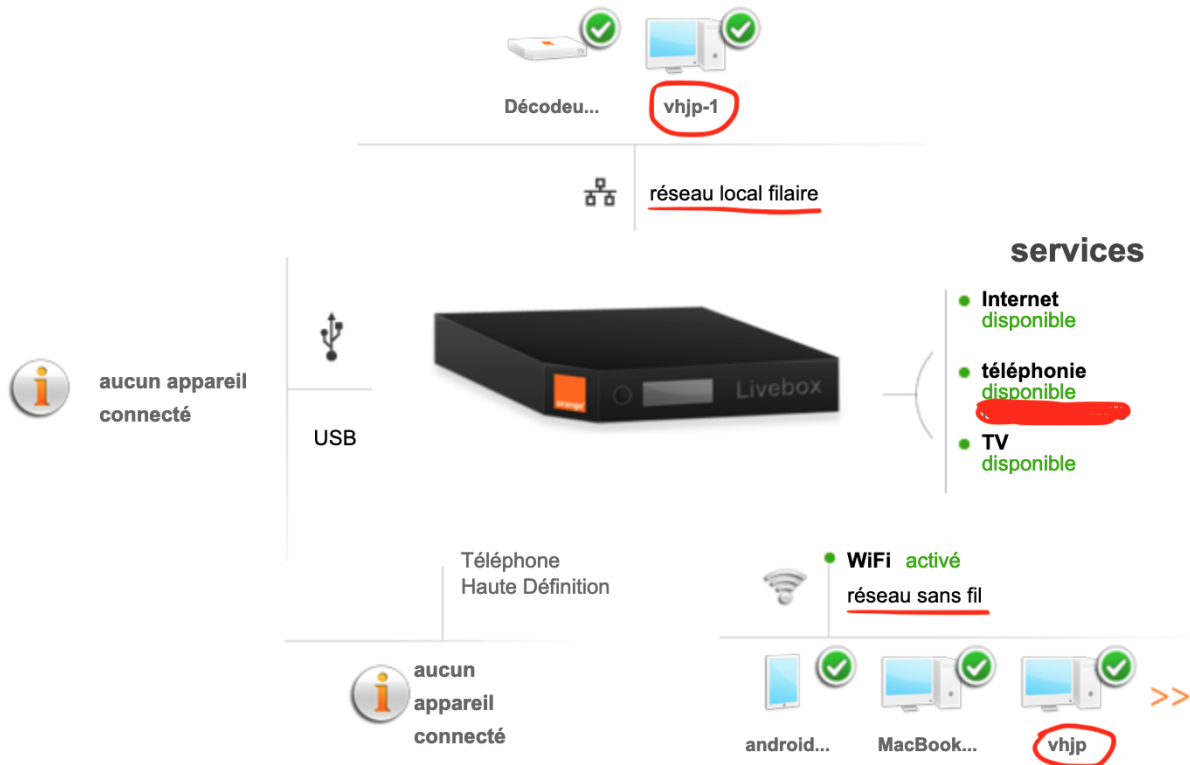 TV
Décodeu...
vhjp-1
réseau local filaire
services
Internet
disponible
téléphonie
disponible
TV
disponible
aucun appareil
connecté
USB
orange
Livebox
Téléphone
Haute Définition
WiFi activé
réseau sans fil
aucun
appareil
connecté
android...
MacBook...
vhjp
>>